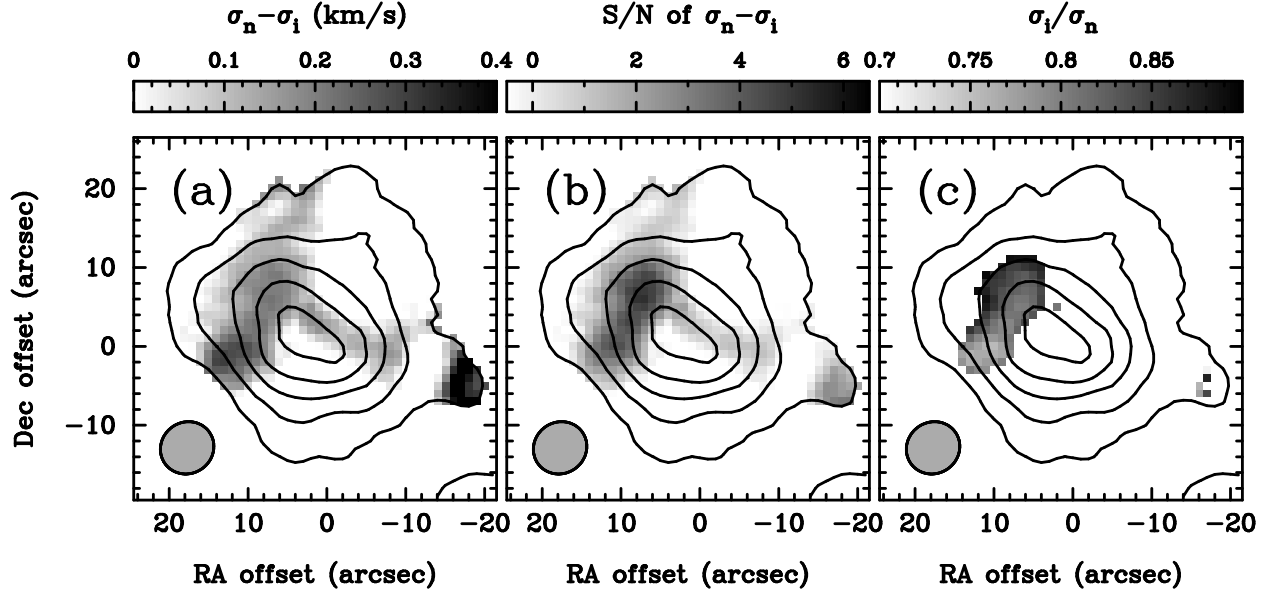 σn−σi (km/s) S/N of σn−σi σi/σn
0 0.1 0.2 0.3 0.4 0 2 4 6 0.7 0.75 0.8 0.85
(a) (b) (c)
20
10
0
−10
Dec offset (arcsec)
20 10 0 −10 −20 20 10 0 −10 −20 20 10 0 −10 −20
RA offset (arcsec) RA offset (arcsec) RA offset (arcsec)